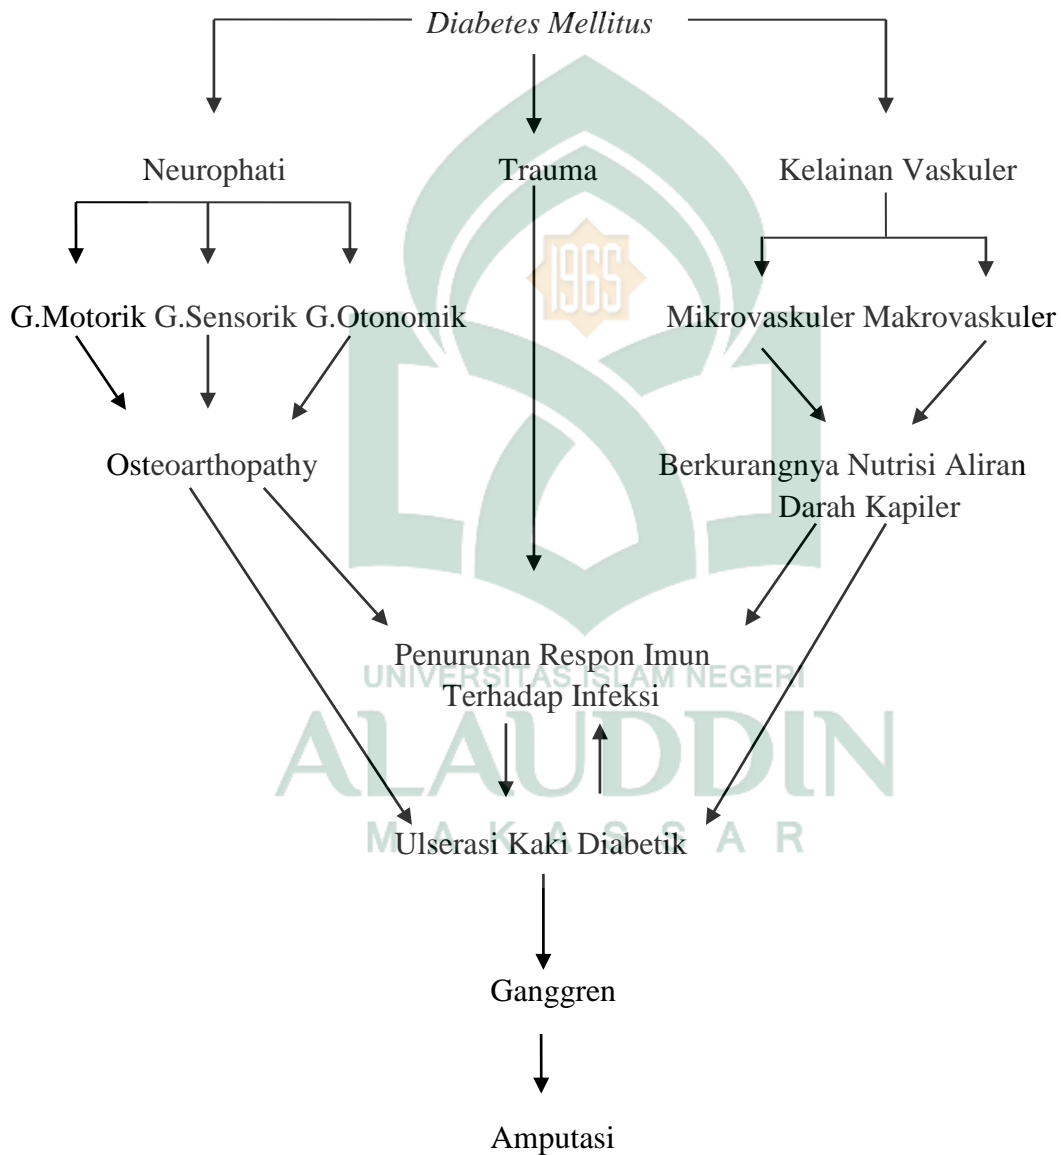 Diabetes Mellitus
Neurophati Trauma Kelainan Vaskuler
1965
G.Motorik G.Sensorik G.Otonomik Mikrovaskuler Makrovaskuler
Osteoarthopathy Berkurangnya Nutrisi Aliran
Darah Kapiler
Penurunan Respon Imun
UNIVERSITAS ISLAM NEGERI
Terhadap Infeksi
ALAUDDIN
MAKASSAR
Ulserasi Kaki Diabetik
Ganggren
Amputasi